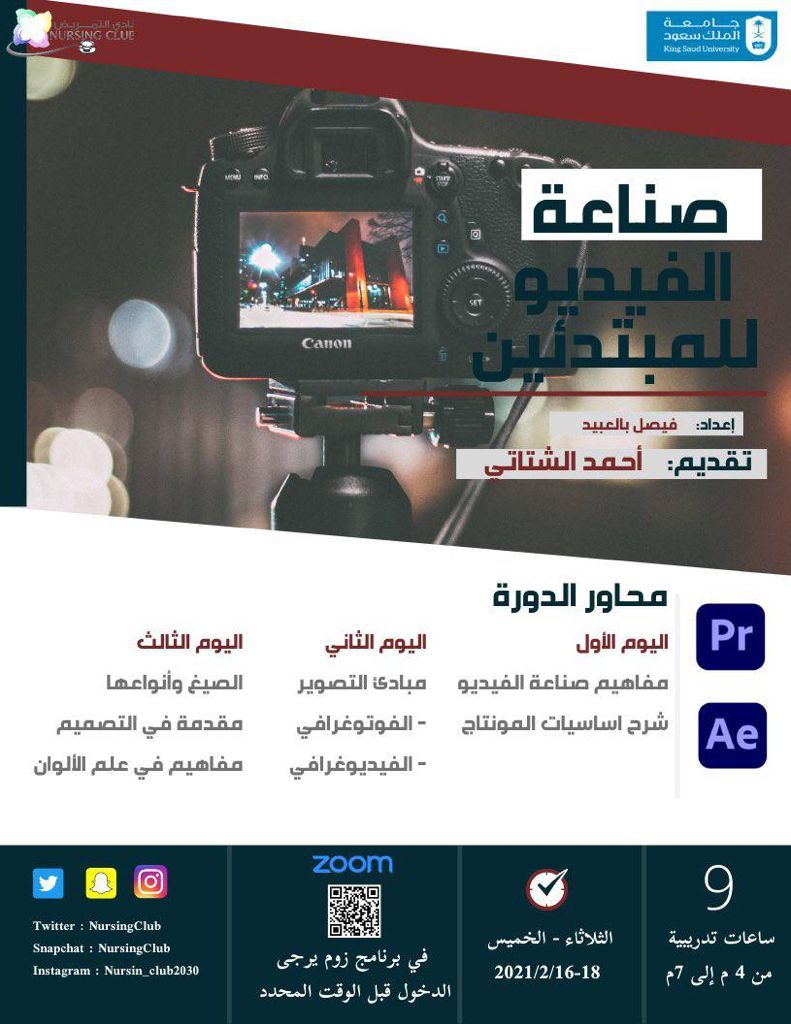 نادي التمريض
NURSING CLUB
جــامــعــة
الملك سعود
King Saud University
MENU
INFO.
START/
STOP
SET
Canon
صناعة
الفيديو
للمبتدئين
إعداد: فيصل بالعبيد
تقديم: أحمد الشتاتي
محاور الدورة
Pr
Ae
اليوم الأول
مفاهيم صناعة الفيديو
شرح اساسيات المونتاج
اليوم الثاني
مبادئ التصوير
- الفوتوغرافي
- الفيديوغرافي
اليوم الثالث
الصيغ وأنواعها
مقدمة في التصميم
مفاهيم في علم الألوان
9
ساعات تدريبية
من 4 م إلى 7م
الثلاثاء - الخميس
2021/2/16-18
zoom
في برنامج زوم يرجى
الدخول قبل الوقت المحدد
Twitter : NursingClub
Snapchat : NursingClub
Instagram : Nursin_club2030